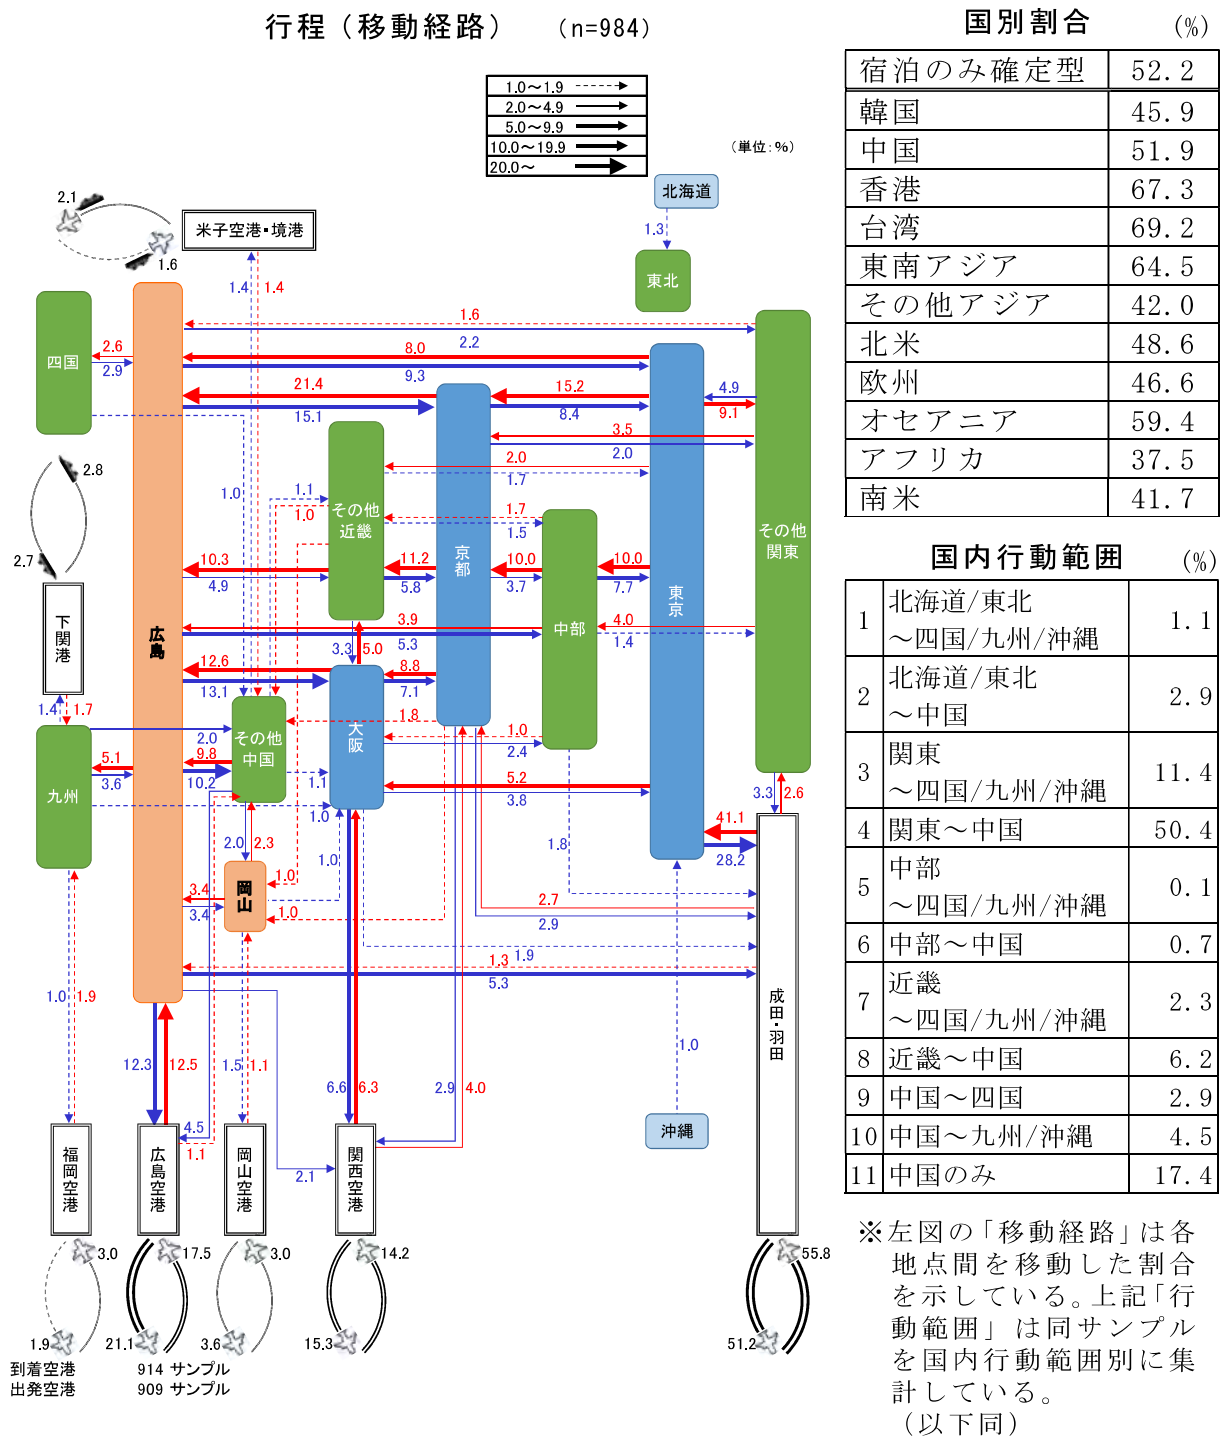 行程（移動経路）　（n=984）
1.0～1.9
2.0～4.9
5.0～9.9
10.0～19.9
20.0～
（単位：%）
北海道
1.3
東北
2.1
1.6
米子空港・境港
1.4
1.4
四国
2.6
2.9
1.6
2.2
8.0
9.3
21.4
15.1
15.2
8.4
4.9
9.1
3.5
2.0
2.0
1.7
2.8
2.7
1.0
1.1
1.0
その他
近畿
1.7
1.5
京都
東京
その他
関東
10.3
4.9
11.2
5.8
10.0
3.7
10.0
7.7
下関港
広島
3.9
5.3
中部
4.0
1.4
3.3
5.0
12.6
13.1
8.8
7.1
1.4
1.7
その他
中国
大阪
1.8
1.0
2.4
2.0
九州
5.1
3.6
9.8
10.2
1.1
1.0
5.2
3.8
3.3
2.6
2.0
2.3
41.1
28.2
岡山
1.0
1.0
1.8
3.4
3.4
1.0
2.7
2.9
1.9
1.3
5.3
成田・羽田
1.0
1.9
12.3
12.5
1.5
1.1
6.6
6.3
2.9
4.0
1.0
沖縄
4.5
1.1
2.1
福岡空港
広島空港
岡山空港
関西空港
3.0
17.5
3.0
14.2
55.8
1.9
21.1
3.6
15.3
51.2
到着空港　914 サンプル
出発空港　909 サンプル
国別割合　(%)
宿泊のみ確定型 52.2
韓国 45.9
中国 51.9
香港 67.3
台湾 69.2
東南アジア 64.5
その他アジア 42.0
北米 48.6
欧州 46.6
オセアニア 59.4
アフリカ 37.5
南米 41.7
国内行動範囲　(%)
1 北海道/東北
～四国/九州/沖縄 1.1
2 北海道/東北
～中国 2.9
3 関東
～四国/九州/沖縄 11.4
4 関東～中国 50.4
5 中部
～四国/九州/沖縄 0.1
6 中部～中国 0.7
7 近畿
～四国/九州/沖縄 2.3
8 近畿～中国 6.2
9 中国～四国 2.9
10 中国～九州/沖縄 4.5
11 中国のみ 17.4
※左図の「移動経路」は各
地点間を移動した割合
を示している。上記「行
動範囲」は同サンプル
を国内行動範囲別に集
計している。
（以下同）